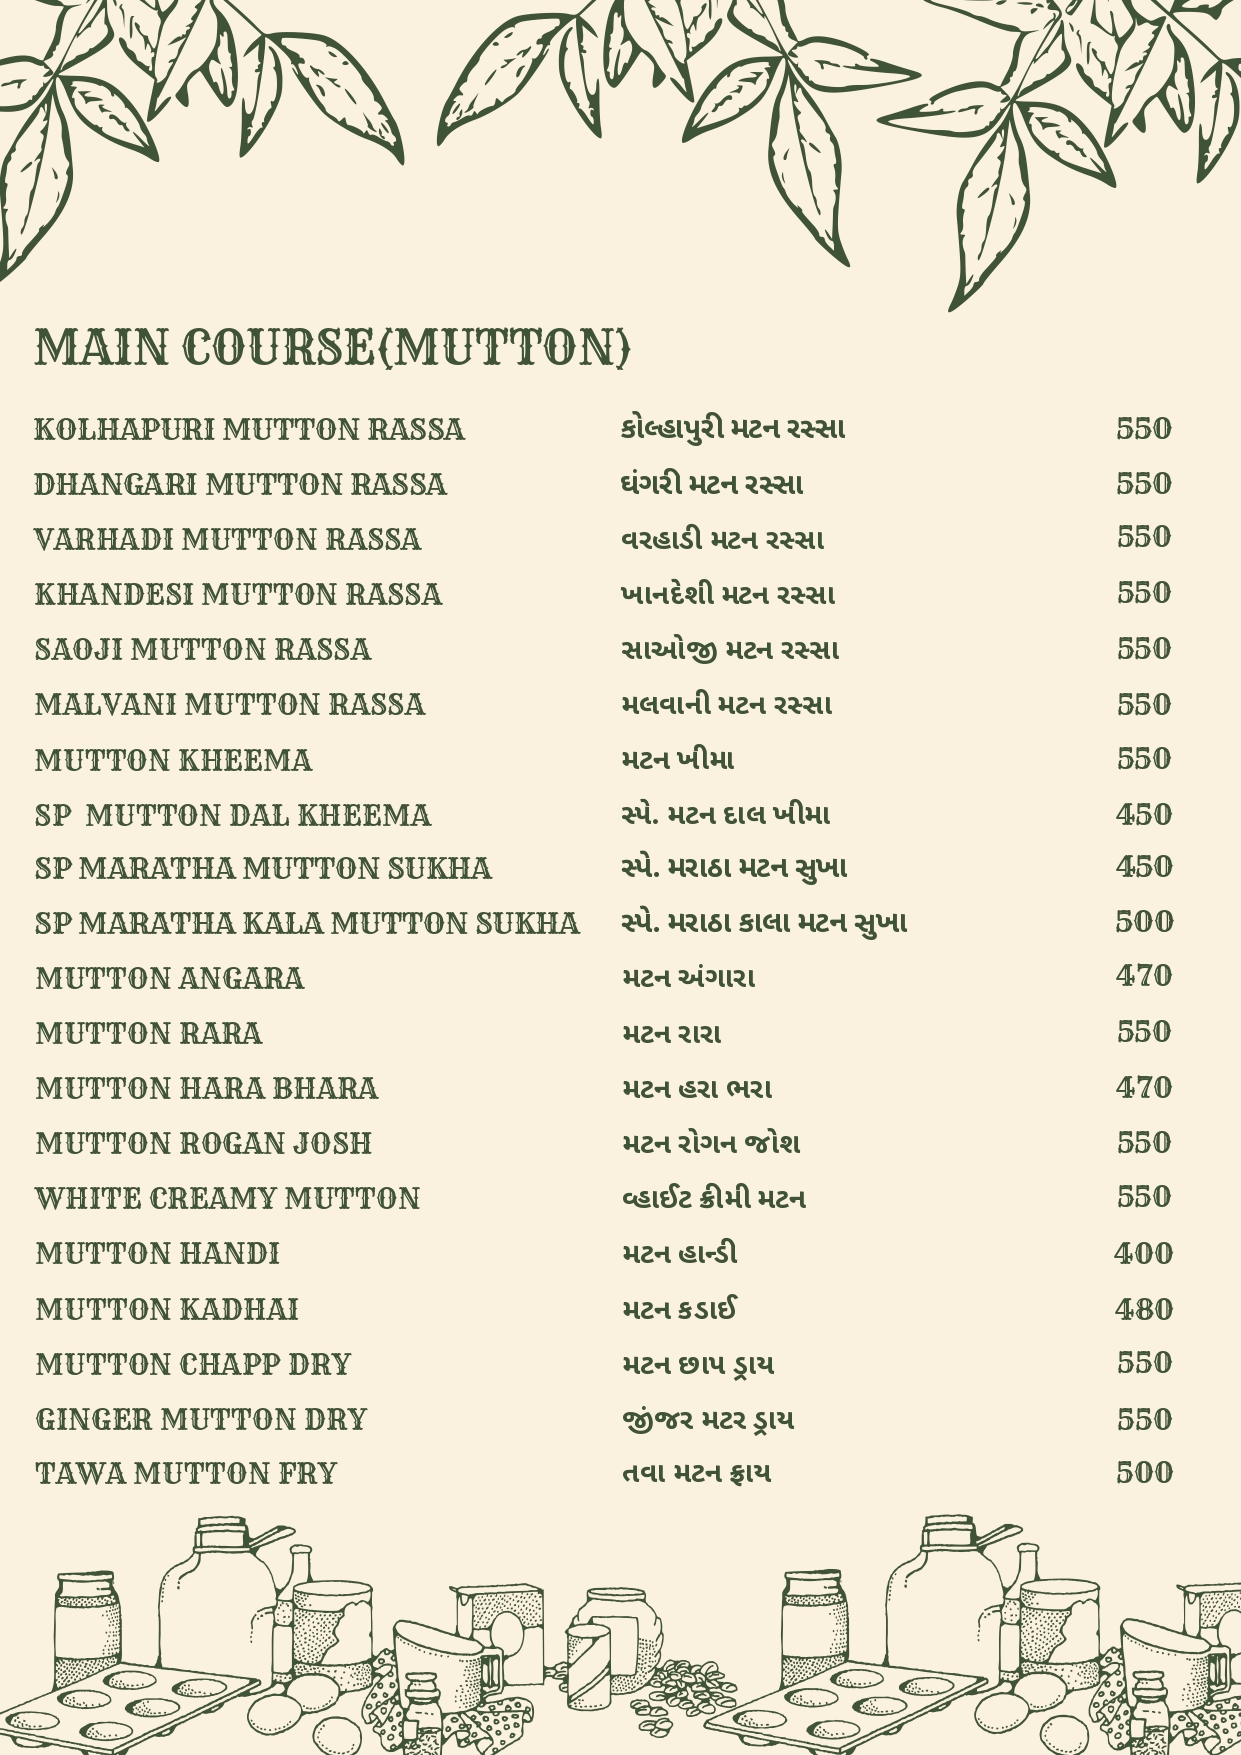 MAIN COURSE(MUTTON)
KOLHAPURI MUTTON RASSA કોલ્હાપુરી મટન રસ્સા 550
DHANGARI MUTTON RASSA ઘંગરી મટન રસ્સા 550
VARHADI MUTTON RASSA વરહાડી મટન રસ્સા 550
KHANDESI MUTTON RASSA ખાનદેશી મટન રસ્સા 550
SAOJI MUTTON RASSA સાઓજી મટન રસ્સા 550
MALVANI MUTTON RASSA મલવાની મટન રસ્સા 550
MUTTON KHEEMA મટન ખીમા 550
SP MUTTON DAL KHEEMA સ્પે. મટન દાલ ખીમા 450
SP MARATHA MUTTON SUKHA સ્પે. મરાઠા મટન સુખા 450
SP MARATHA KALA MUTTON SUKHA સ્પે. મરાઠા કાલા મટન સુખા 500
MUTTON ANGARA મટન અંગારા 470
MUTTON RARA મટન રારા 550
MUTTON HARA BHARA મટન હરા ભરા 470
MUTTON ROGAN JOSH મટન રોગન જોશ 550
WHITE CREAMY MUTTON વ્હાઈટ ક્રીમી મટન 550
MUTTON HANDI મટન હાન્ડી 400
MUTTON KADHAI મટન કડાઈ 480
MUTTON CHAPP DRY મટન છાપ ડ્રાય 550
GINGER MUTTON DRY જીંજર મટર ડ્રાય 550
TAWA MUTTON FRY તવા મટન ફ્રાય 500